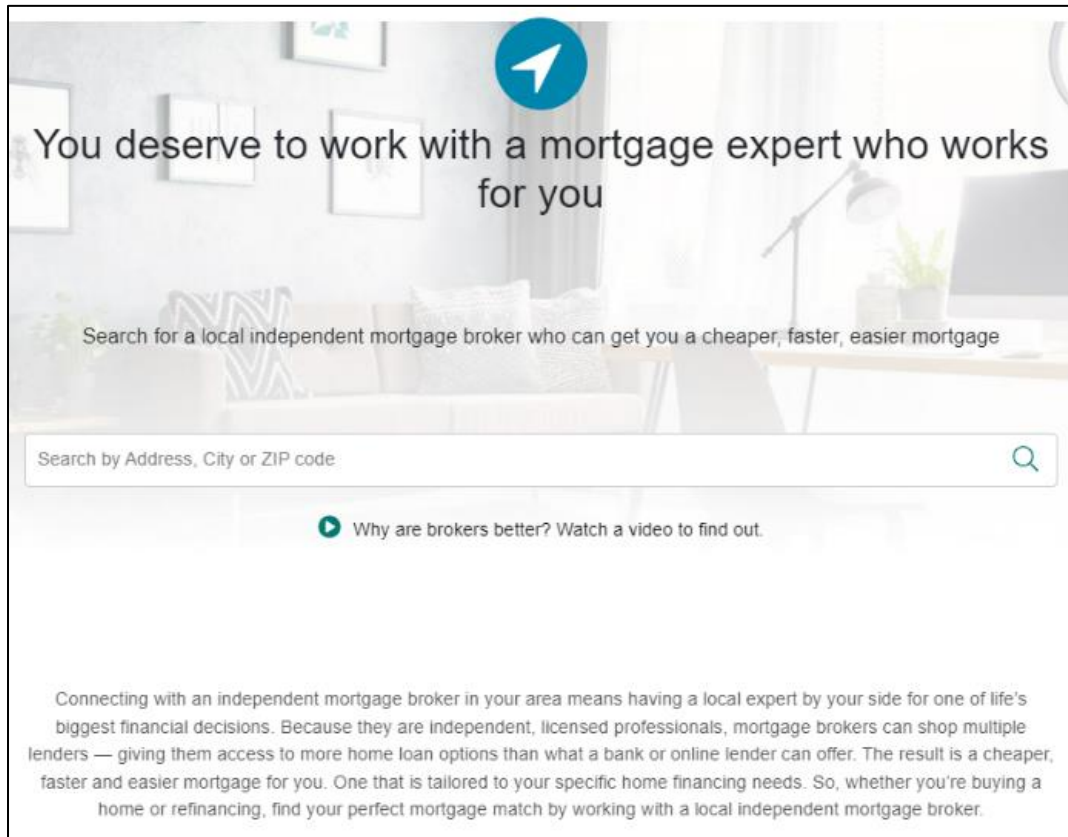 You deserve to work with a mortgage expert who works
for you
Search for a local independent mortgage broker who can get you a cheaper, faster, easier mortgage
Search by Address, City or ZIP code
Why are brokers better? Watch a video to find out.
Connecting with an independent mortgage broker in your area means having a local expert by your side for one of life's
biggest financial decisions. Because they are independent, licensed professionals, mortgage brokers can shop multiple
lenders — giving them access to more home loan options than what a bank or online lender can offer. The result is a cheaper,
faster and easier mortgage for you. One that is tailored to your specific home financing needs. So, whether you're buying a
home or refinancing, find your perfect mortgage match by working with a local independent mortgage broker.